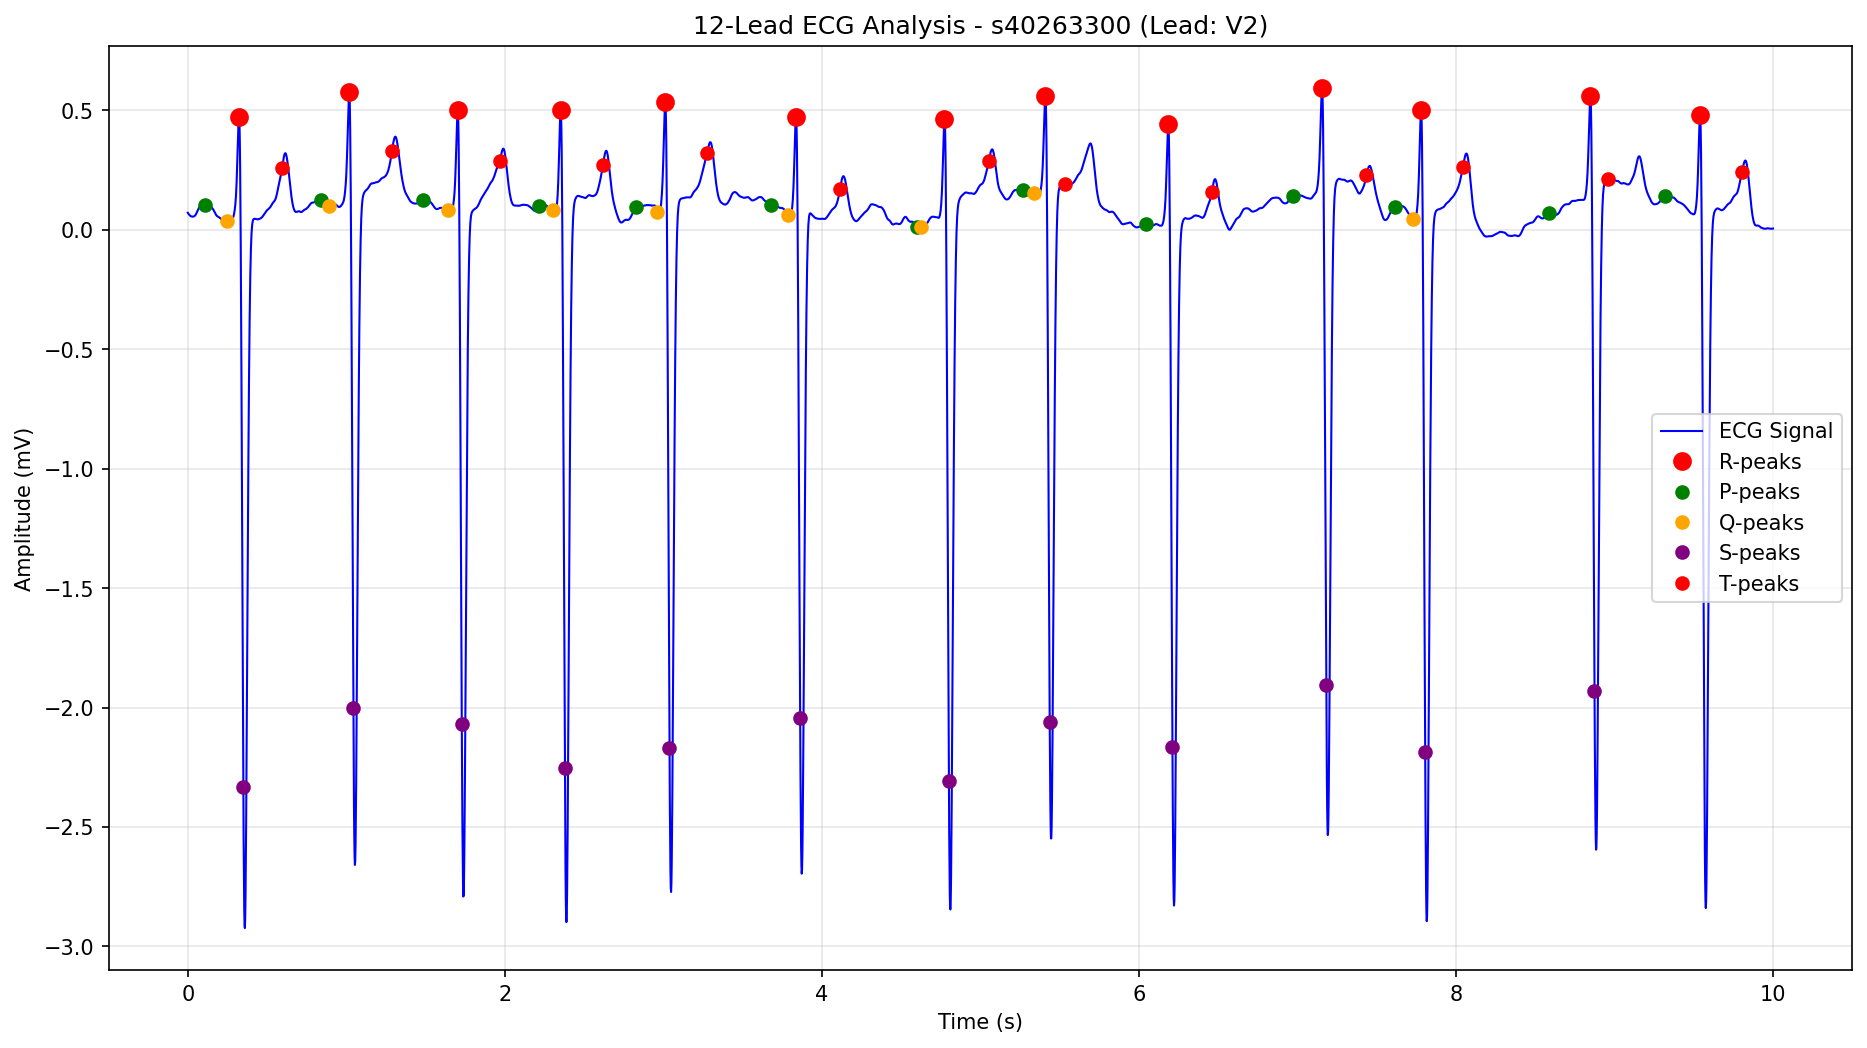 12-Lead ECG Analysis - s40263300 (Lead: V2)
Amplitude (mV)
0.5
0.0
−0.5
−1.0
−1.5
−2.0
−2.5
−3.0
ECG Signal
R-peaks
P-peaks
Q-peaks
S-peaks
T-peaks
0 2 4 6 8 10
Time (s)